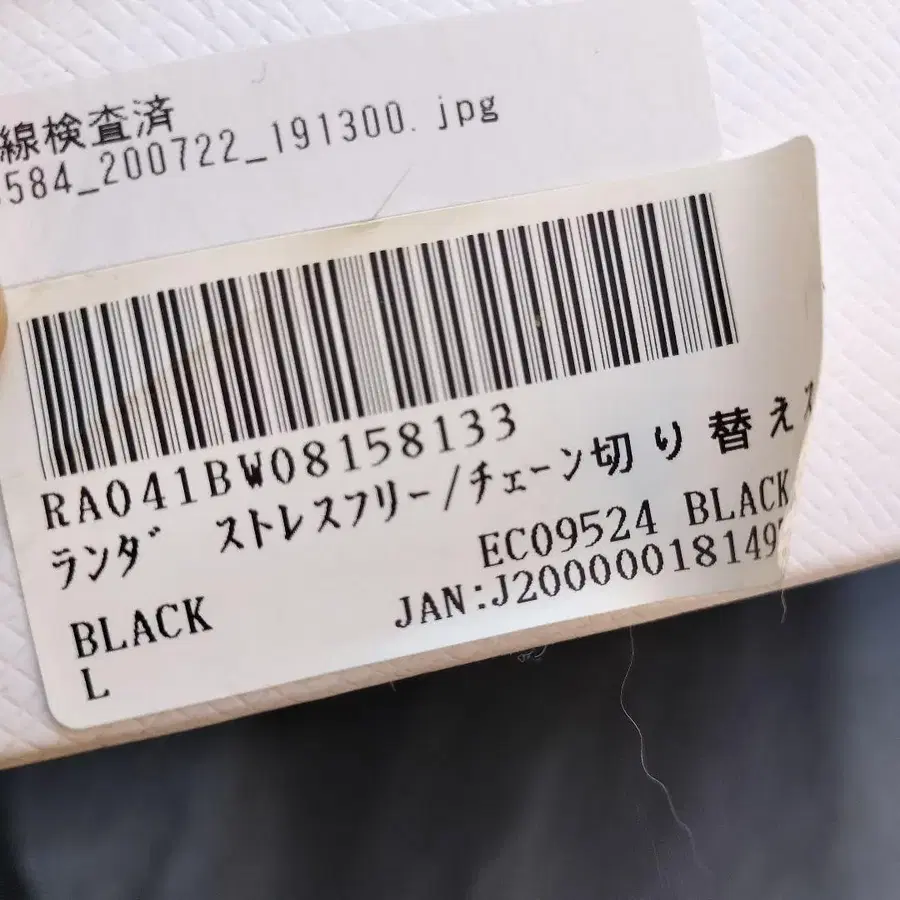 線検査済
584_200722_191300.jpg
RA041BW08158133
ランダ ストレスフリー/チェーン切り替え
EC09524 BLACK
JAN:J200000018149
BLACK
L